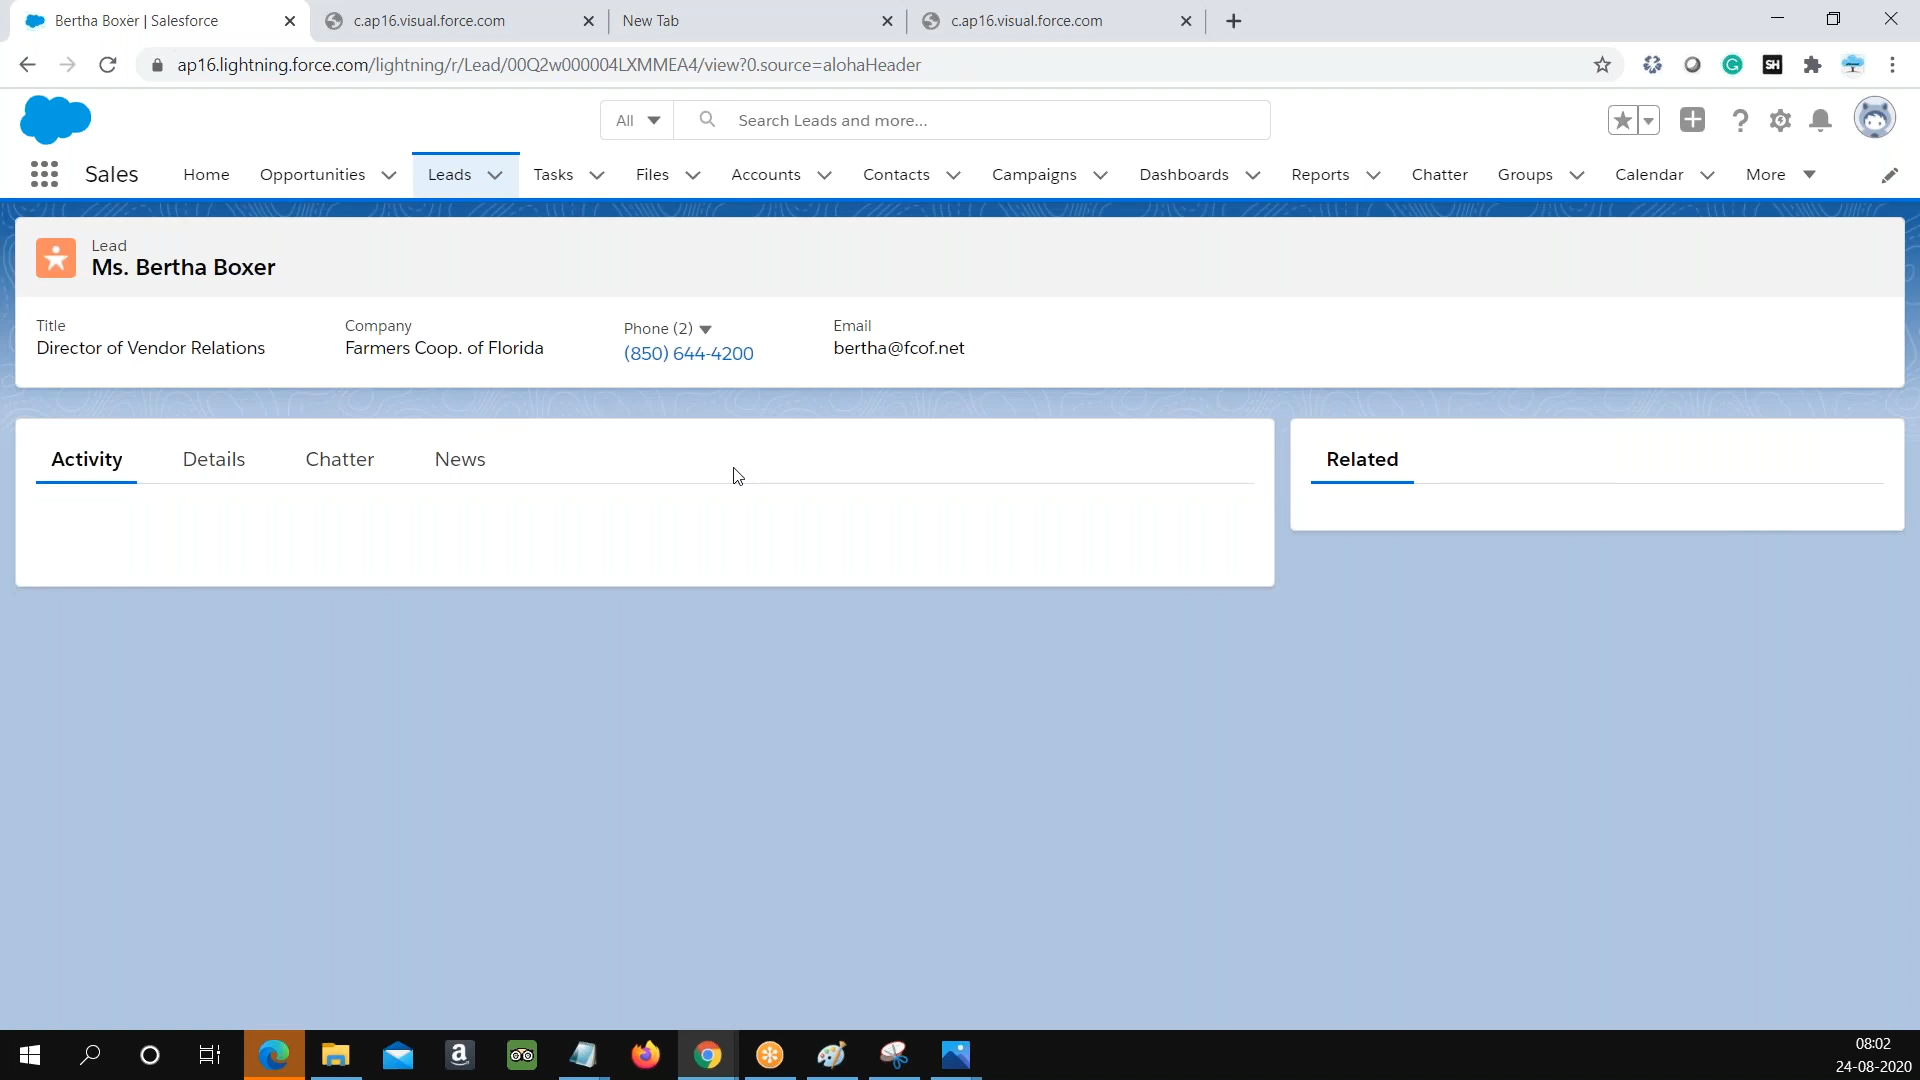 Bertha Boxer | Salesforce
c.ap16.visual.force.com
New Tab
c.ap16.visual.force.com
ap16.lightning.force.com/lightning/r/Lead/00Q2w000004LXMMEA4/view?0.source=alohaHeader
SH
All
Search Leads and more...
Sales
Home
Opportunities
Leads
Tasks
Files
Accounts
Contacts
Campaigns
Dashboards
Reports
Chatter
Groups
Calendar
More
Lead
Ms. Bertha Boxer
Title
Director of Vendor Relations
Company
Farmers Coop. of Florida
Phone (2)
(850) 644-4200
Email
bertha@fcof.net
Activity
Details
Chatter
News
Related
08:02
24-08-2020